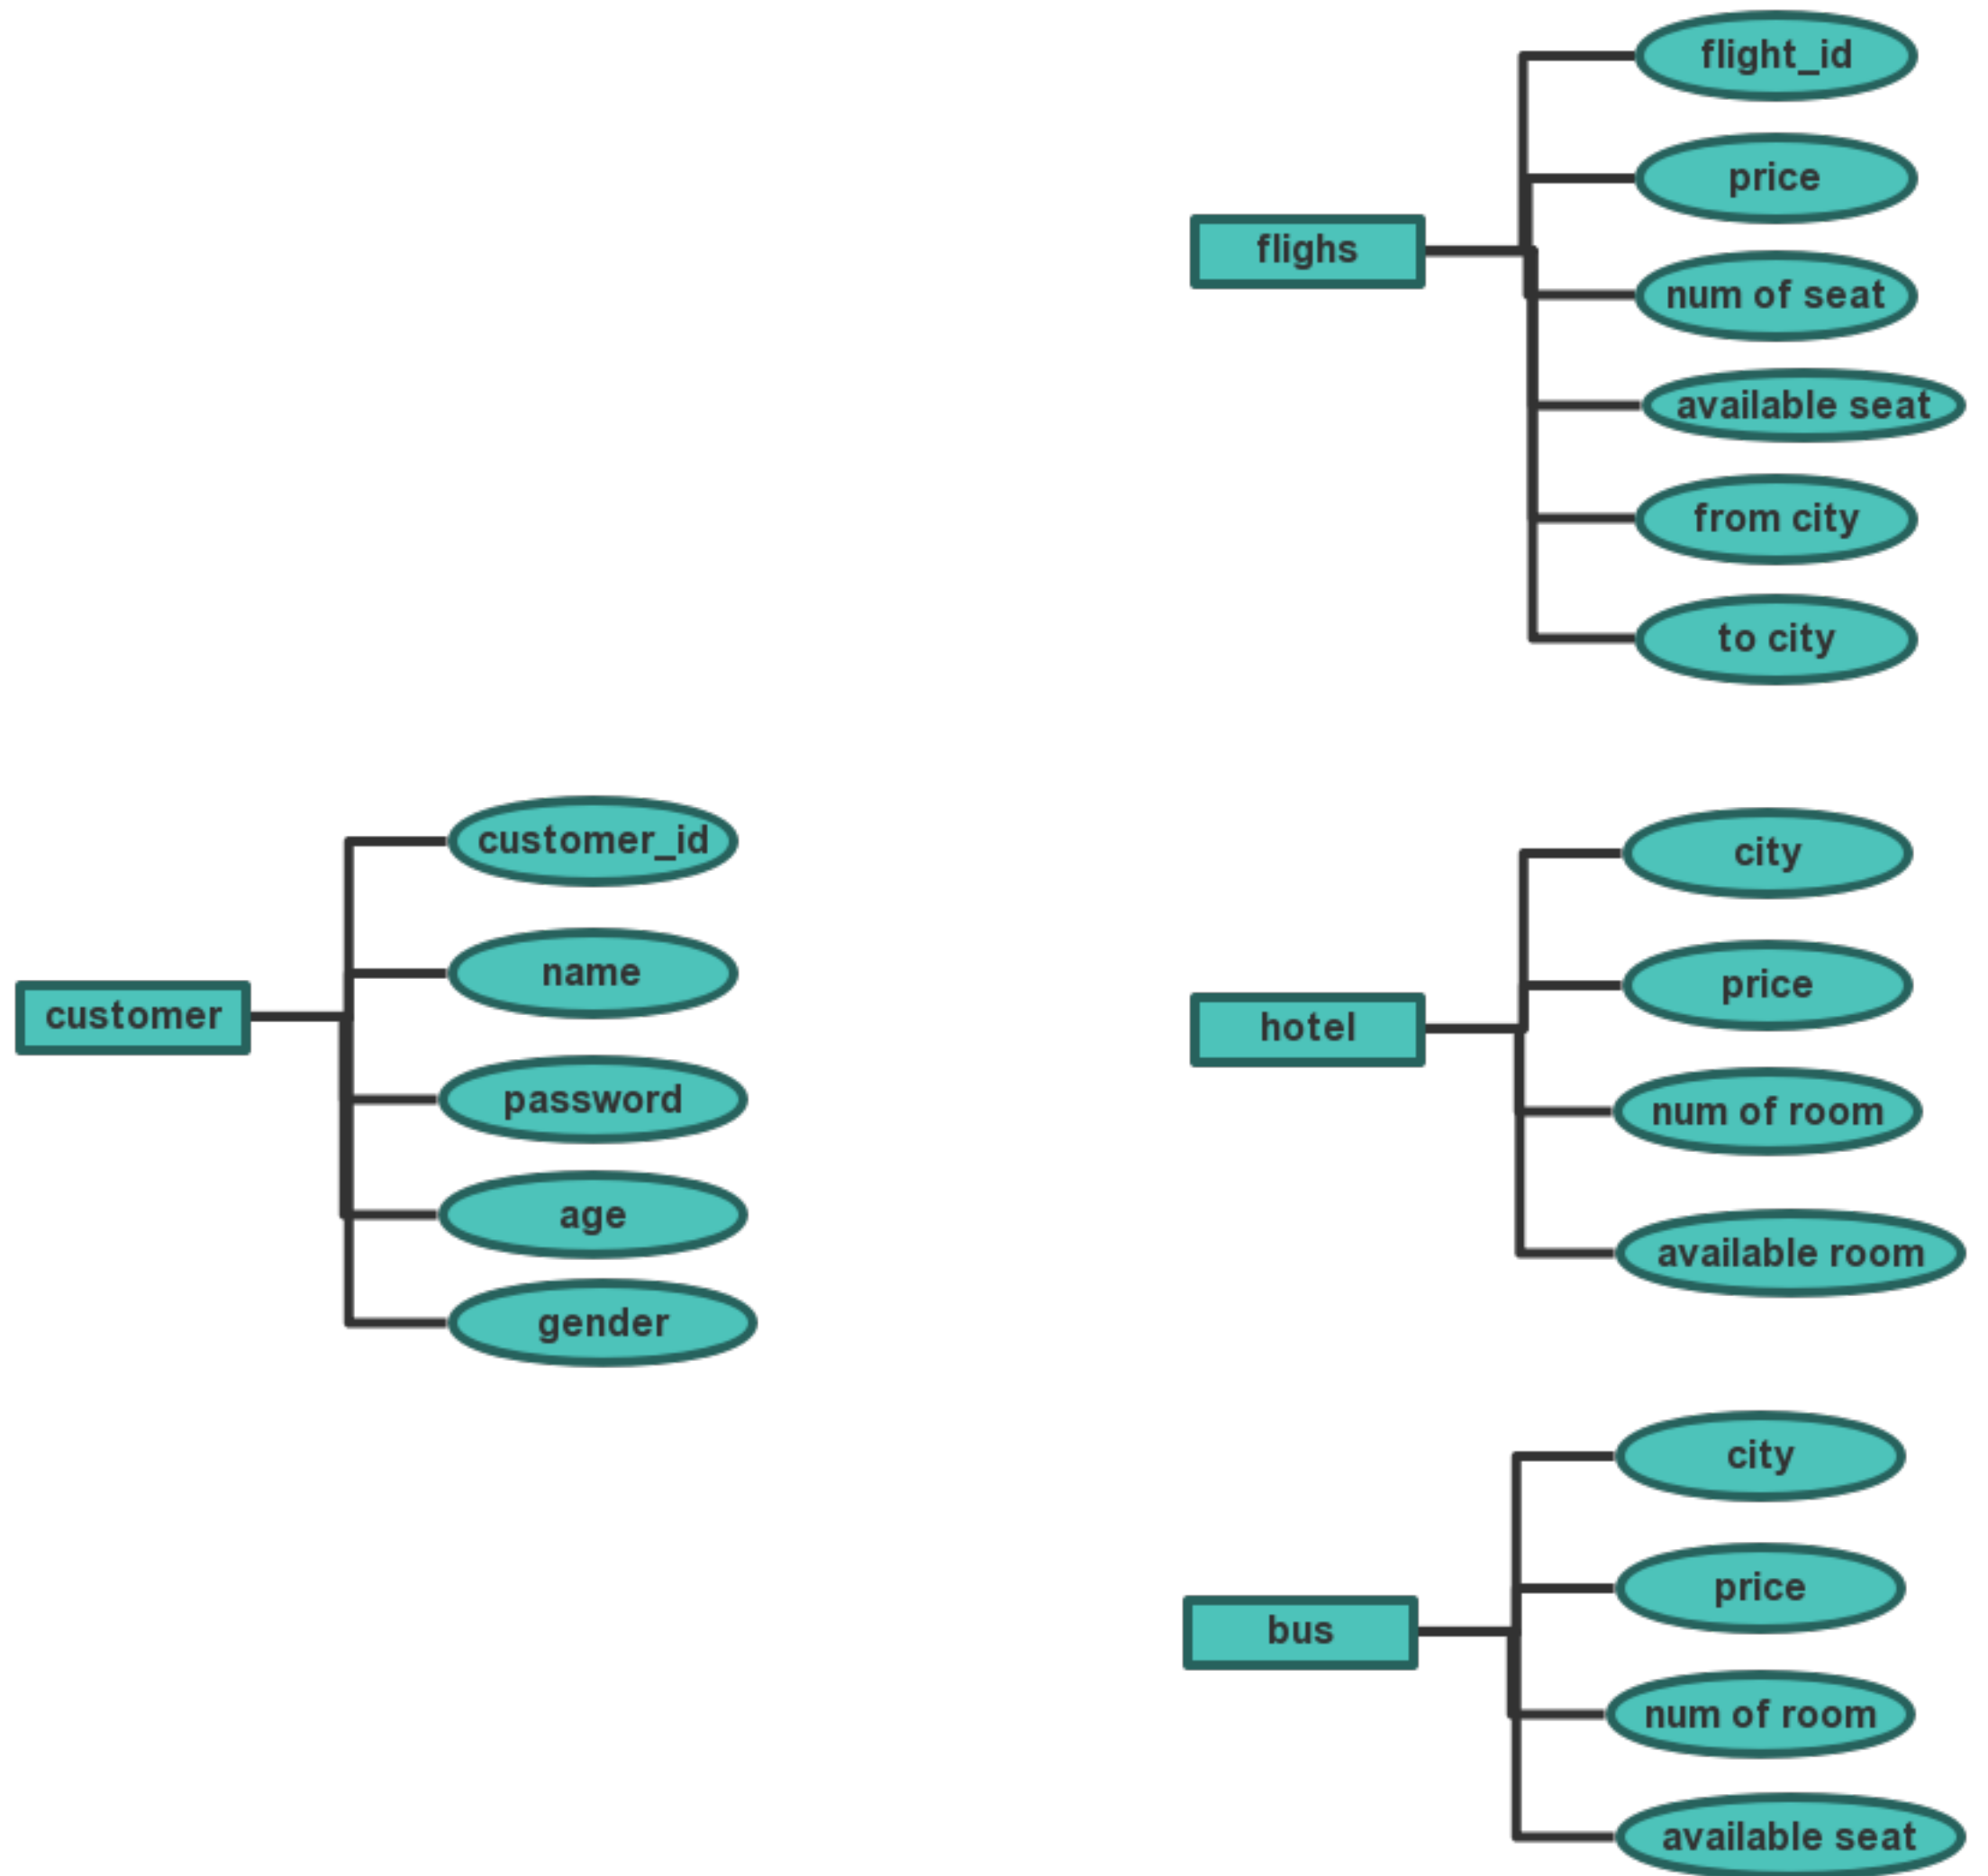 flighs
flight_id
price
num of seat
available seat
from city
to city
customer
customer_id
name
password
age
gender
hotel
city
price
num of room
available room
bus
city
price
num of room
available seat